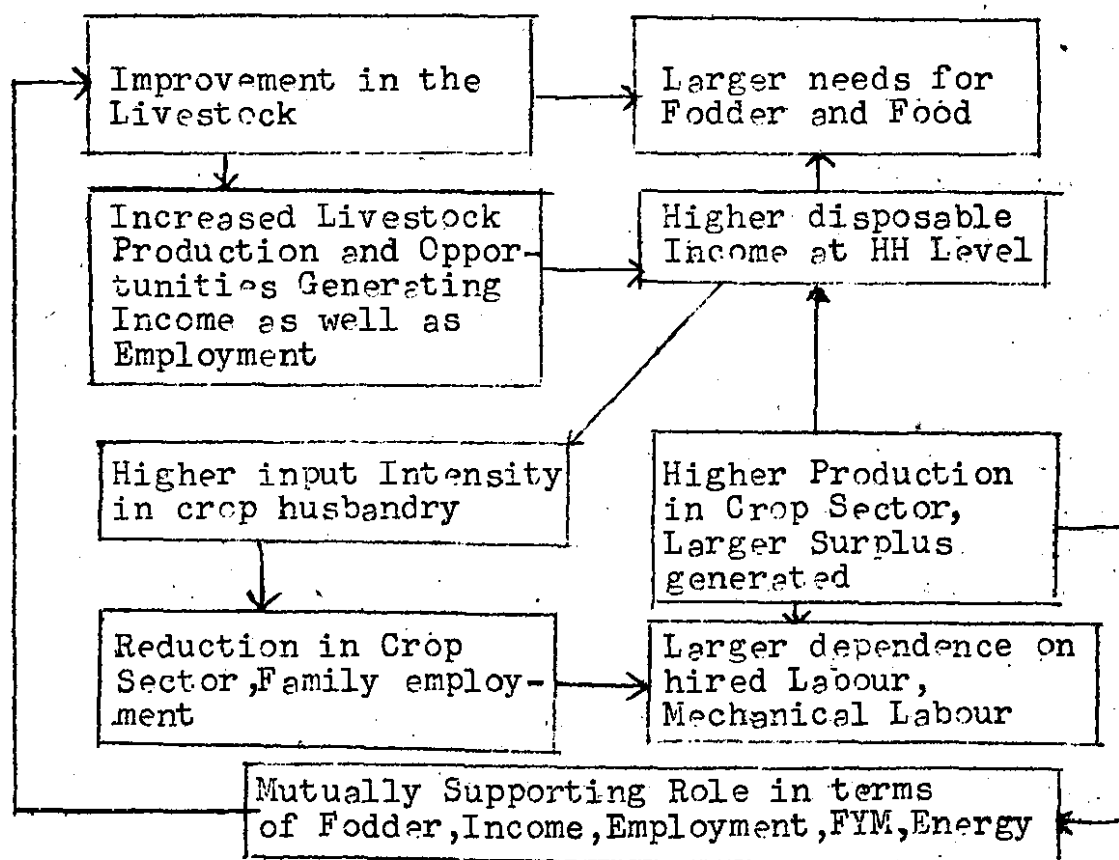 Improvement in the
Livestock
Larger needs for
Fodder and Food
Increased Livestock
Production and Oppor-
tunities Generating
Income as well as
Employment
Higher disposable
Income at HH Level
Higher input Intensity
in crop husbandry
Higher Production
in Crop Sector,
Larger Surplus
generated
Reduction in Crop
Sector,Family employ-
ment
Larger dependence on
hired Labour,
Mechanical Labour
Mutually Supporting Role in terms
of Fodder,Income,Employment,FYM,Energy